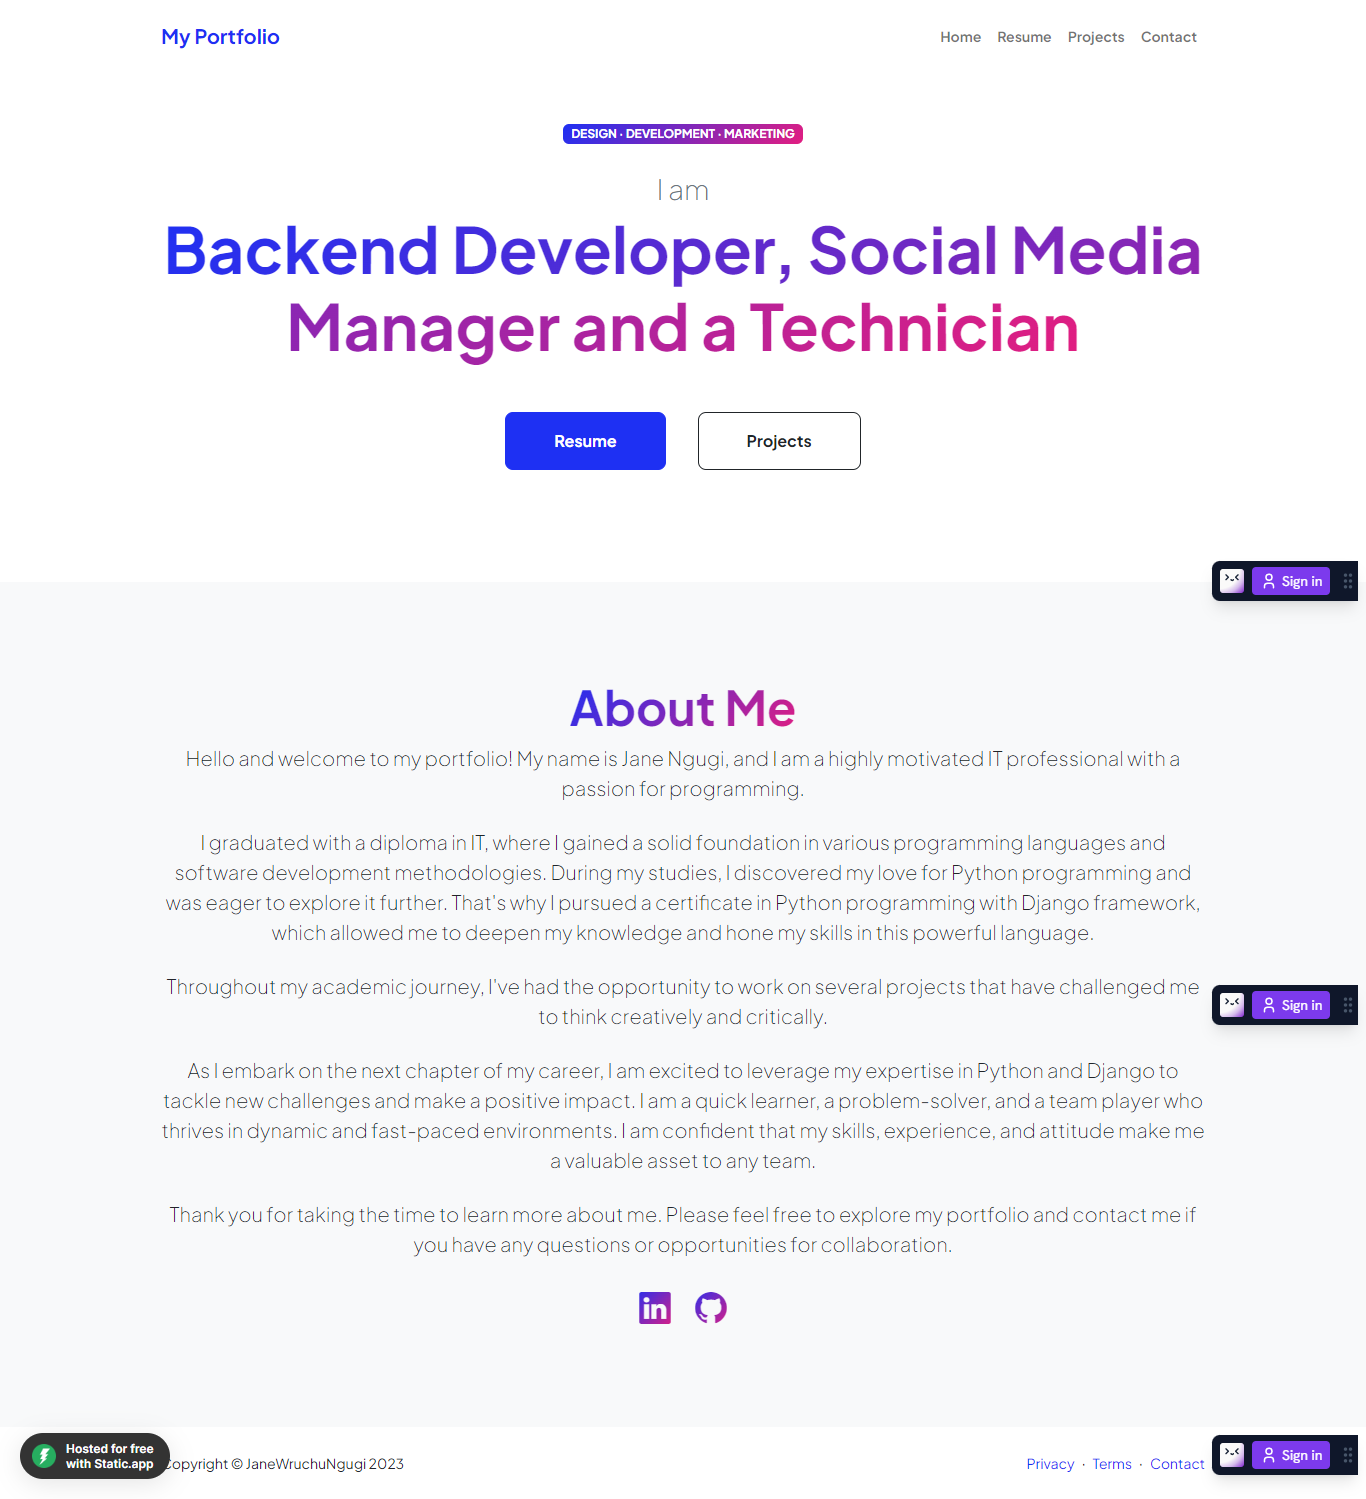 My Portfolio
Home Resume Projects Contact
DESIGN · DEVELOPMENT · MARKETING
I am
Backend Developer, Social Media
Manager and a Technician
Resume Projects
Sign in
About Me
Hello and welcome to my portfolio! My name is Jane Ngugi, and I am a highly motivated IT professional with a
passion for programming.
I graduated with a diploma in IT, where I gained a solid foundation in various programming languages and
software development methodologies. During my studies, I discovered my love for Python programming and
was eager to explore it further. That's why I pursued a certificate in Python programming with Django framework,
which allowed me to deepen my knowledge and hone my skills in this powerful language.
Throughout my academic journey, I've had the opportunity to work on several projects that have challenged me
to think creatively and critically.
Sign in
As I embark on the next chapter of my career, I am excited to leverage my expertise in Python and Django to
tackle new challenges and make a positive impact. I am a quick learner, a problem-solver, and a team player who
thrives in dynamic and fast-paced environments. I am confident that my skills, experience, and attitude make me
a valuable asset to any team.
Thank you for taking the time to learn more about me. Please feel free to explore my portfolio and contact me if
you have any questions or opportunities for collaboration.
in
Hosted for free
with Static.app
Copyright © JaneWruchuNgugi 2023
Privacy · Terms · Contact
Sign in